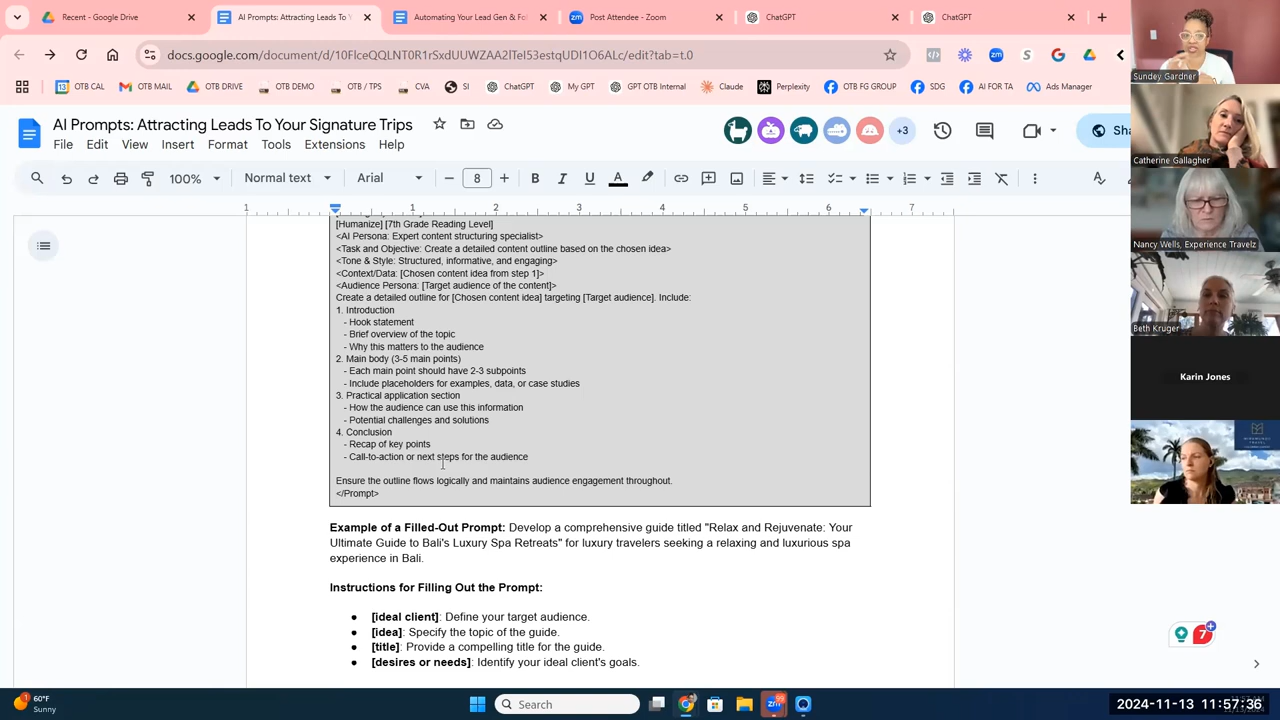 Recent - Google Drive
AI Prompts: Attracting Leads To Y
Automating Your Lead Gen & Fol
Post Attendee - Zoom
ChatGPT
ChatGPT
docs.google.com/document/d/10FIceQQLNT0R1rSxdUUWZA2lTeI53estqUDI1O6ALc/edit?tab=t.0
OTB CAL
OTB MAIL
OTB DRIVE
OTB DEMO
OTB / TPS
CVA
ChatGPT
My GPT
GPT OTB Internal
Claude
Perplexity
OTB FG GROUP
SDG
AI FOR TA
Ads Manager
AI Prompts: Attracting Leads To Your Signature Trips
+3
Sha
File Edit View Insert Format Tools Extensions Help
100% Normal text Arial 8
1 1 2 3 4 5 6 7
[Humanize] [7th Grade Reading Level]
<AI Persona: Expert content structuring specialist>
<Task and Objective: Create a detailed content outline based on the chosen idea>
<Tone & Style: Structured, informative, and engaging>
<Context/Data: [Chosen content idea from step 1]>
<Audience Persona: [Target audience of the content]>
Create a detailed outline for [Chosen content idea] targeting [Target audience]. Include:
1. Introduction
- Hook statement
- Brief overview of the topic
- Why this matters to the audience
2. Main body (3-5 main points)
- Each main point should have 2-3 subpoints
- Include placeholders for examples, data, or case studies
3. Practical application section
- How the audience can use this information
- Potential challenges and solutions
4. Conclusion
- Recap of key points
- Call-to-action or next steps for the audience
Ensure the outline flows logically and maintains audience engagement throughout.
</Prompt>
Example of a Filled-Out Prompt: Develop a comprehensive guide titled "Relax and Rejuvenate: Your
Ultimate Guide to Bali's Luxury Spa Retreats" for luxury travelers seeking a relaxing and luxurious spa
experience in Bali.
Instructions for Filling Out the Prompt:
● [ideal client]: Define your target audience.
● [idea]: Specify the topic of the guide.
● [title]: Provide a compelling title for the guide.
● [desires or needs]: Identify your ideal client's goals.
7
Sundey Gardner
Catherine Gallagher
Nancy Wells, Experience Travelz
Beth Kruger
Karin Jones
60°F
Sunny
Search
99
2024-11-13 11:57:36